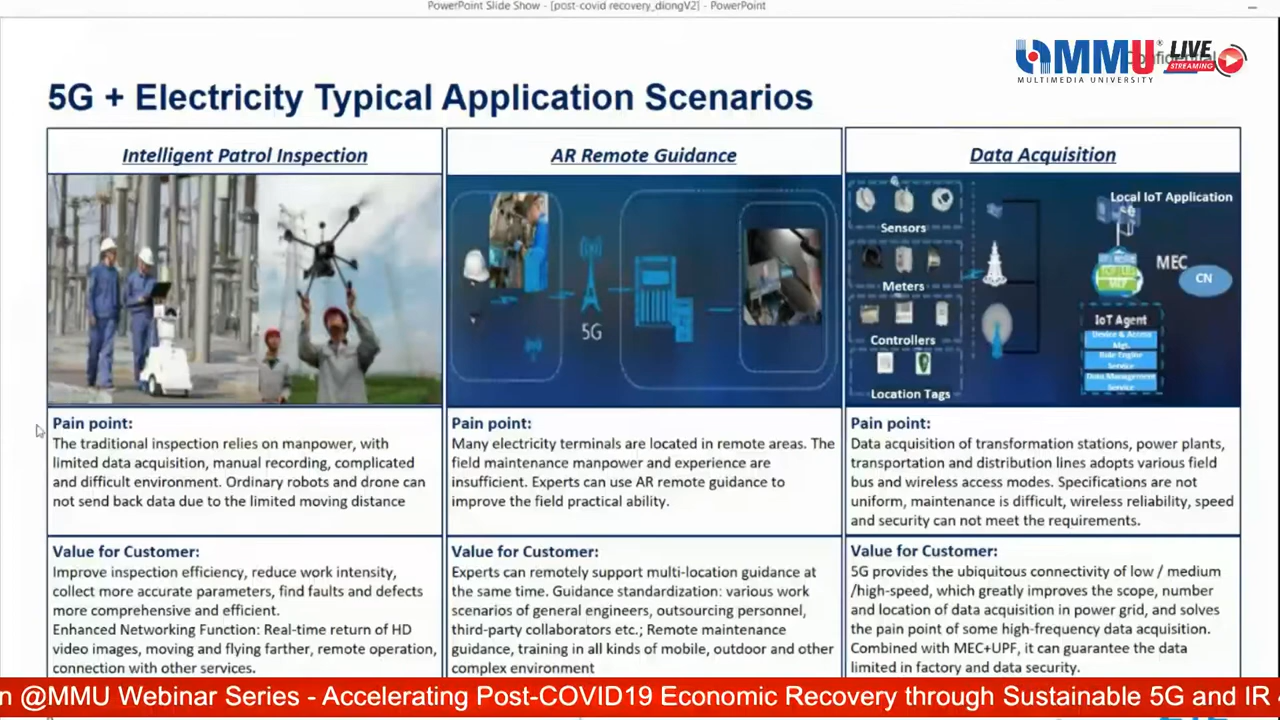 PowerPoint Slide Show - [post-covid recovery_diongV2] - PowerPoint
MMU
MULTIMEDIA UNIVERSITY
LIVE
STREAMING
5G + Electricity Typical Application Scenarios
Intelligent Patrol Inspection
Pain point:
The traditional inspection relies on manpower, with
limited data acquisition, manual recording, complicated
and difficult environment. Ordinary robots and drone can
not send back data due to the limited moving distance
Value for Customer:
Improve inspection efficiency, reduce work intensity,
collect more accurate parameters, find faults and defects
more comprehensive and efficient.
Enhanced Networking Function: Real-time return of HD
video images, moving and flying farther, remote operation,
connection with other services.
AR Remote Guidance
5G
Pain point:
Many electricity terminals are located in remote areas. The
field maintenance manpower and experience are
insufficient. Experts can use AR remote guidance to
improve the field practical ability.
Value for Customer:
Experts can remotely support multi-location guidance at
the same time. Guidance standardization: various work
scenarios of general engineers, outsourcing personnel,
third-party collaborators etc.; Remote maintenance
guidance, training in all kinds of mobile, outdoor and other
complex environment
Data Acquisition
Sensors
Meters
Controllers
Location Tags
Local IoT Application
MEC
CN
IoT Agent
Device & Access
Mgt.
Rule Engine
Service
Data Management
Service
Pain point:
Data acquisition of transformation stations, power plants,
transportation and distribution lines adopts various field
bus and wireless access modes. Specifications are not
uniform, maintenance is difficult, wireless reliability, speed
and security can not meet the requirements.
Value for Customer:
5G provides the ubiquitous connectivity of low / medium
/high-speed, which greatly improves the scope, number
and location of data acquisition in power grid, and solves
the pain point of some high-frequency data acquisition.
Combined with MEC+UPF, it can guarantee the data
limited in factory and data security.
n @MMU Webinar Series - Accelerating Post-COVID19 Economic Recovery through Sustainable 5G and IR